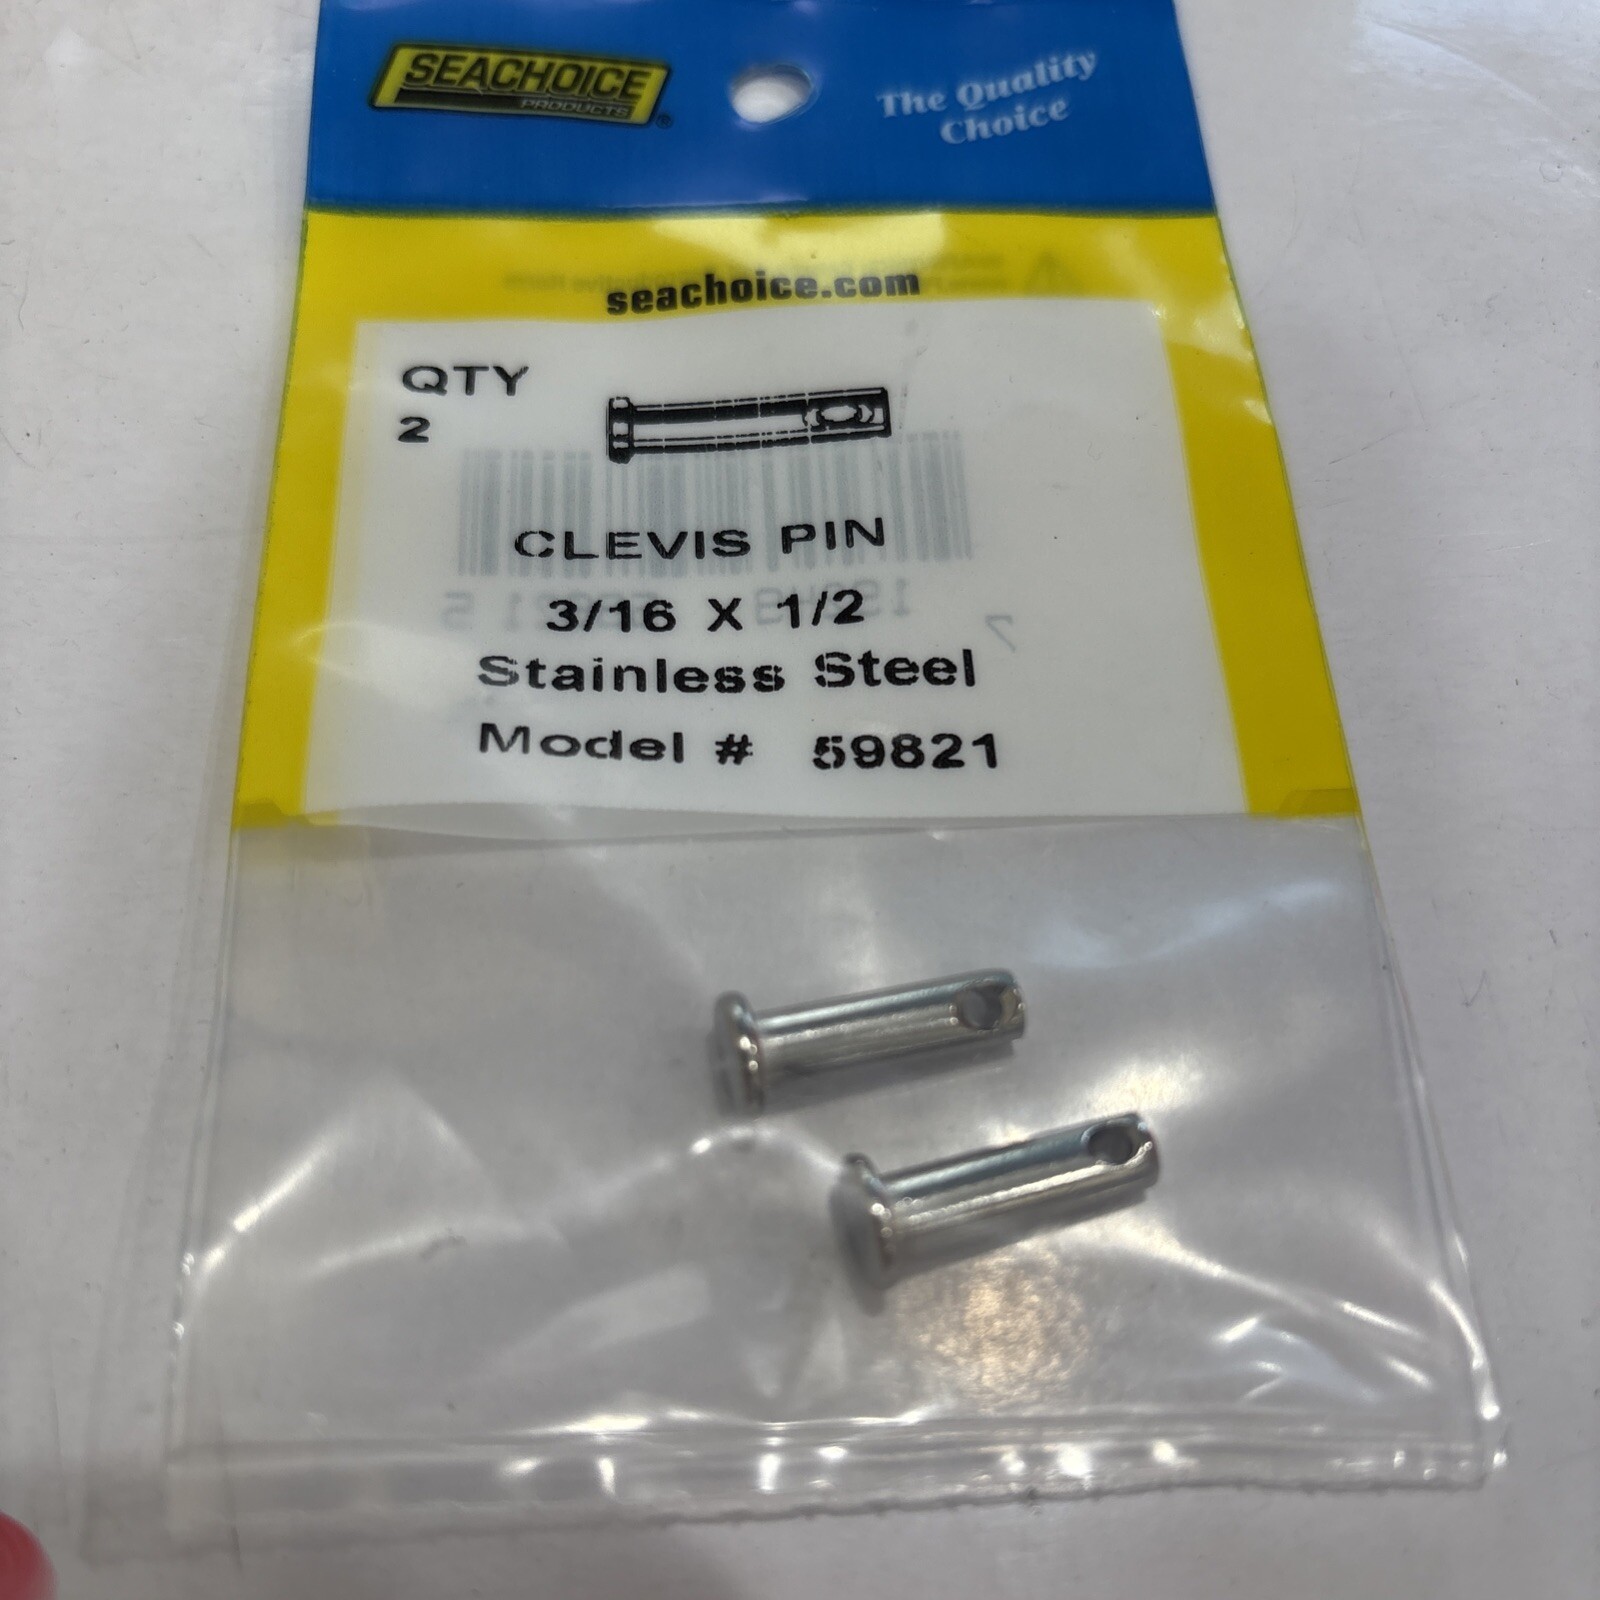 SEACHOICE
PRODUCTS
®
The Quality
Choice
seachoice.com
QTY
2
CLEVIS PIN
3/16 X 1/2
Stainless Steel
Model # 59821